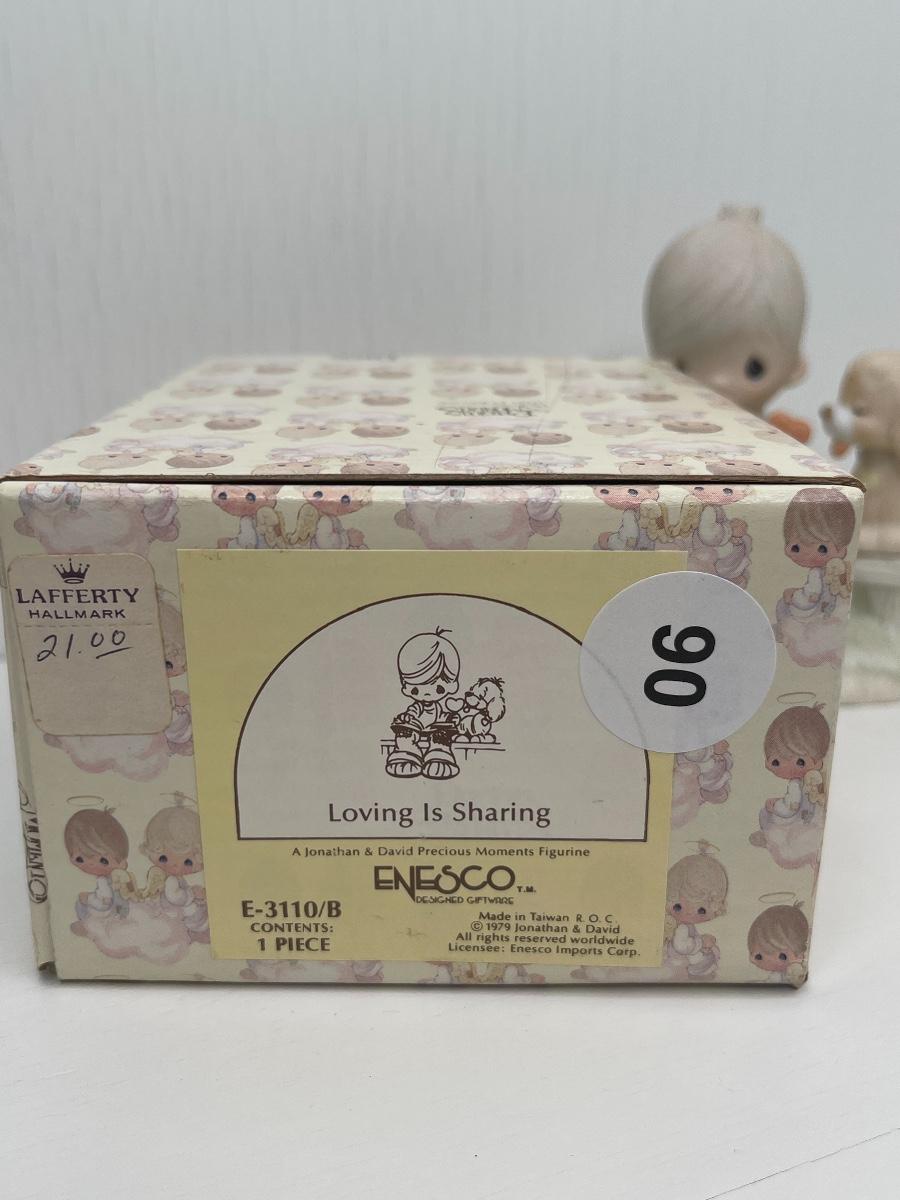 LAFFERTY
HALLMARK
21.00
06
Loving Is Sharing
A Jonathan & David Precious Moments Figurine
ENESCO T.M.
DESIGNED GIFTWARE
E-3110/B
CONTENTS:
1 PIECE
Made in Taiwan R. O. C.
© 1979 Jonathan & David
All rights reserved worldwide
Licensee: Enesco Imports Corp.